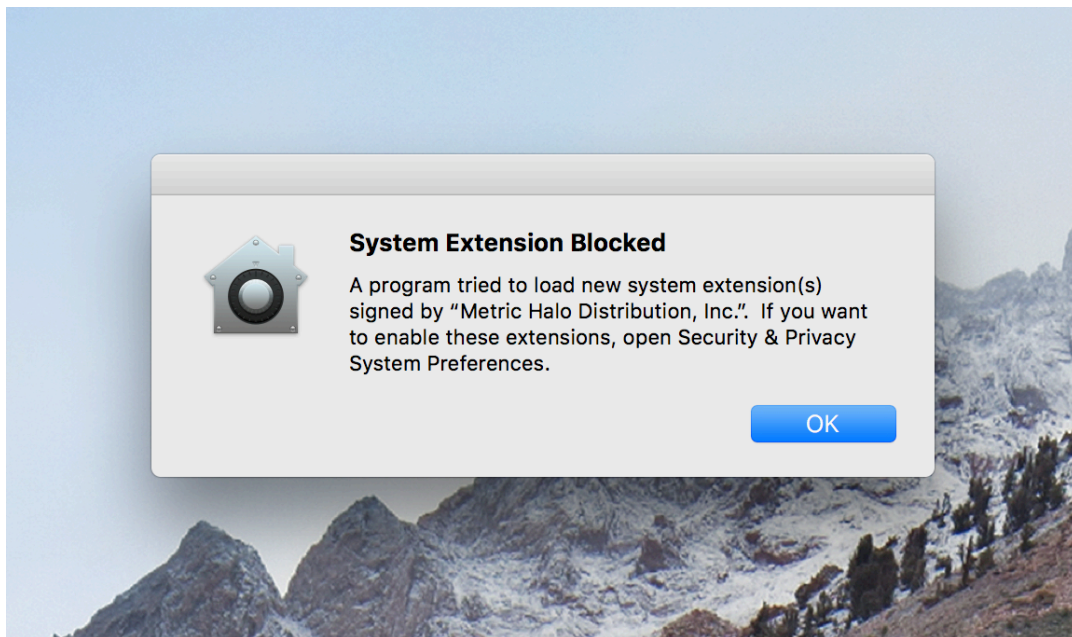 System Extension Blocked
A program tried to load new system extension(s)
signed by “Metric Halo Distribution, Inc.”.  If you want
to enable these extensions, open Security & Privacy
System Preferences.
OK